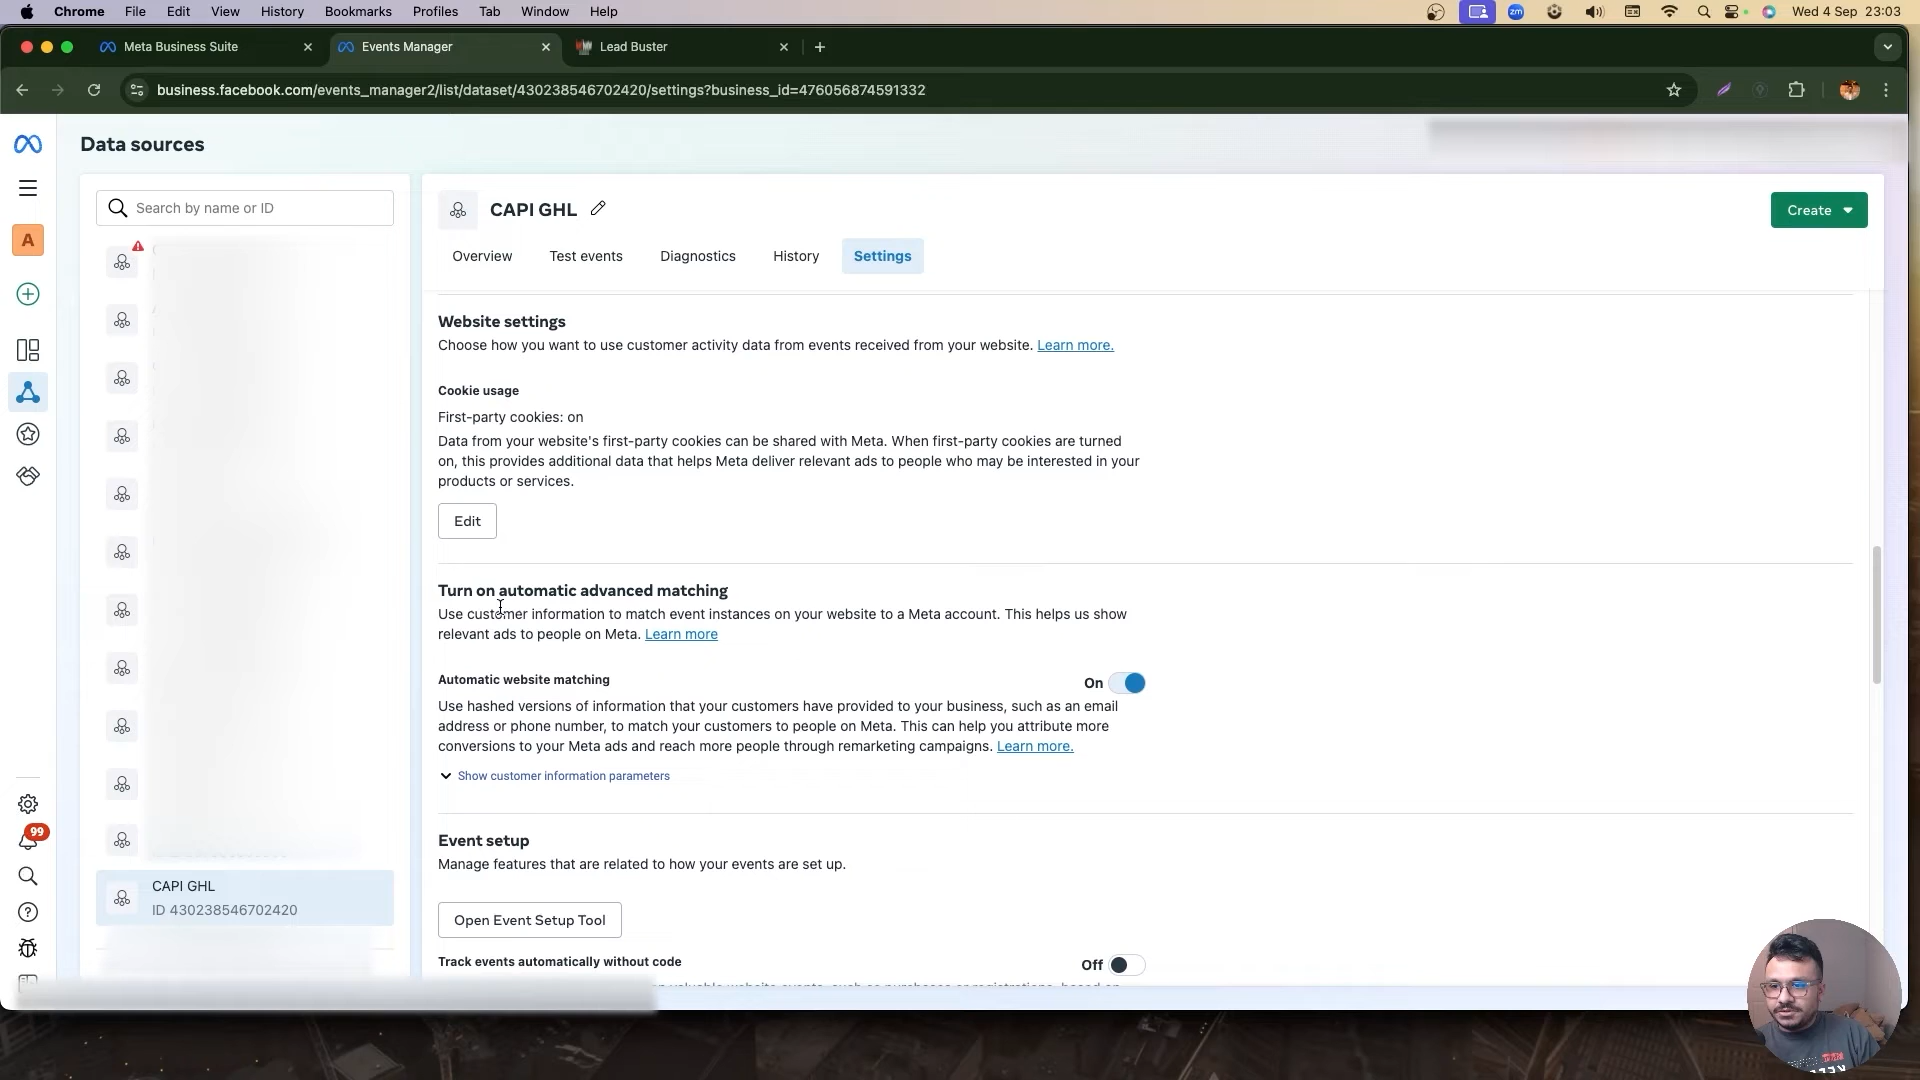 Chrome File Edit View History Bookmarks Profiles Tab Window Help
zm Wed 4 Sep 23:03
Meta Business Suite
Events Manager
Lead Buster
business.facebook.com/events_manager2/list/dataset/430238546702420/settings?business_id=476056874591332
Data sources
A
Search by name or ID
CAPI GHL
Create
Overview Test events Diagnostics History Settings
Website settings
Choose how you want to use customer activity data from events received from your website. Learn more.
Cookie usage
First-party cookies: on
Data from your website's first-party cookies can be shared with Meta. When first-party cookies are turned
on, this provides additional data that helps Meta deliver relevant ads to people who may be interested in your
products or services.
Edit
Turn on automatic advanced matching
Use customer information to match event instances on your website to a Meta account. This helps us show
relevant ads to people on Meta. Learn more
Automatic website matching
On
Use hashed versions of information that your customers have provided to your business, such as an email
address or phone number, to match your customers to people on Meta. This can help you attribute more
conversions to your Meta ads and reach more people through remarketing campaigns. Learn more.
Show customer information parameters
Event setup
Manage features that are related to how your events are set up.
Open Event Setup Tool
Track events automatically without code
Off
99
CAPI GHL
ID 430238546702420